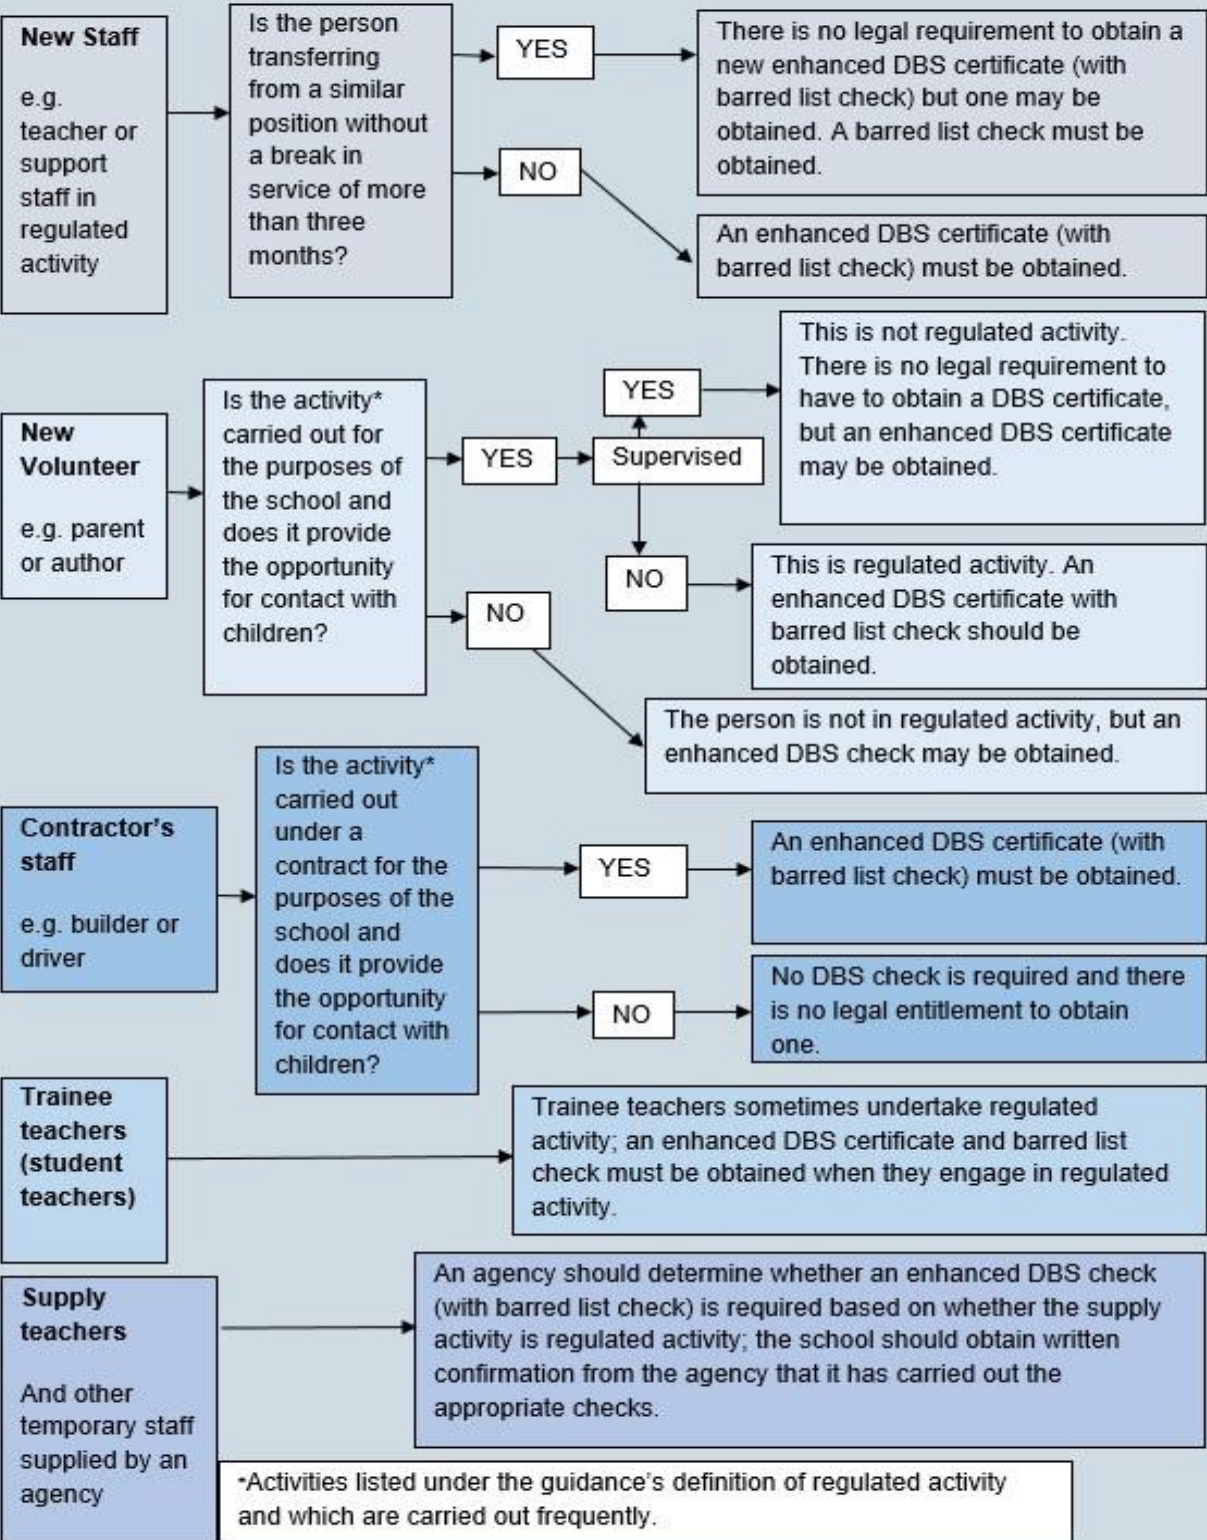 New Staff
e.g.
teacher or
support
staff in
regulated
activity
Is the person
transferring
from a similar
position without
a break in
service of more
than three
months?
YES
There is no legal requirement to obtain a
new enhanced DBS certificate (with
barred list check) but one may be
obtained. A barred list check must be
obtained.
NO
An enhanced DBS certificate (with
barred list check) must be obtained.
New
Volunteer
e.g. parent
or author
Is the activity*
carried out for
the purposes of
the school and
does it provide
the opportunity
for contact with
children?
YES
Supervised
YES
This is not regulated activity.
There is no legal requirement to
have to obtain a DBS certificate,
but an enhanced DBS certificate
may be obtained.
NO
This is regulated activity. An
enhanced DBS certificate with
barred list check should be
obtained.
NO
The person is not in regulated activity, but an
enhanced DBS check may be obtained.
Contractor's
staff
e.g. builder or
driver
Is the activity*
carried out
under a
contract for the
purposes of the
school and
does it provide
the opportunity
for contact with
children?
YES
An enhanced DBS certificate (with
barred list check) must be obtained.
NO
No DBS check is required and there
is no legal entitlement to obtain
one.
Trainee
teachers
(student
teachers)
Trainee teachers sometimes undertake regulated
activity; an enhanced DBS certificate and barred list
check must be obtained when they engage in regulated
activity.
Supply
teachers
And other
temporary staff
supplied by an
agency
An agency should determine whether an enhanced DBS check
(with barred list check) is required based on whether the supply
activity is regulated activity; the school should obtain written
confirmation from the agency that it has carried out the
appropriate checks.
*Activities listed under the guidance's definition of regulated activity
and which are carried out frequently.